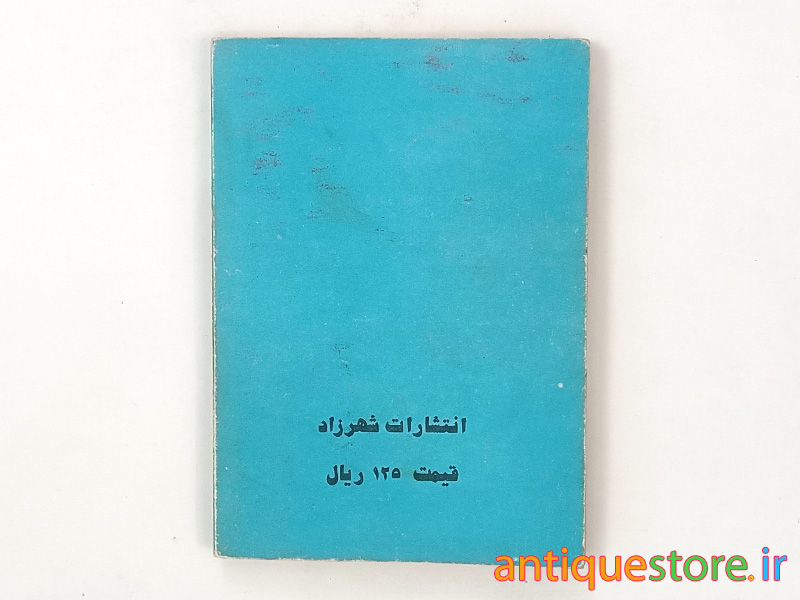 انتشارات شهرزاد
قیمت ۱۲۵ ریال
antiquestore.ir